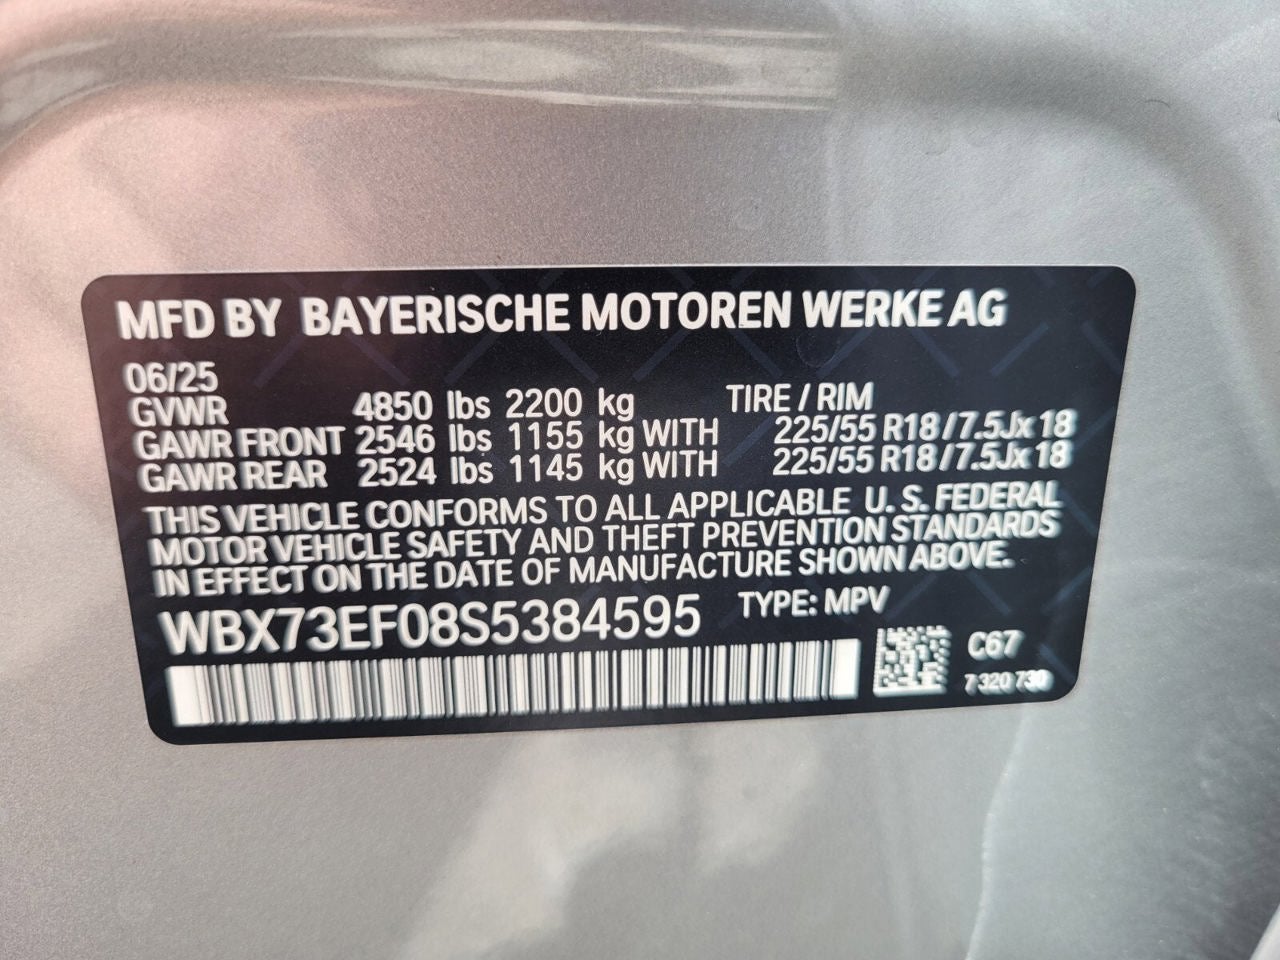 MFD BY BAYERISCHE MOTOREN WERKE AG
06/25
GVWR 4850 lbs 2200 kg TIRE / RIM
GAWR FRONT 2546 lbs 1155 kg WITH 225/55 R18 / 7.5Jx18
GAWR REAR 2524 lbs 1145 kg WITH 225/55 R18 / 7.5Jx18
THIS VEHICLE CONFORMS TO ALL APPLICABLE U. S. FEDERAL
MOTOR VEHICLE SAFETY AND THEFT PREVENTION STANDARDS
IN EFFECT ON THE DATE OF MANUFACTURE SHOWN ABOVE.
WBX73EF08S5384595 TYPE: MPV
C67
7 320 730